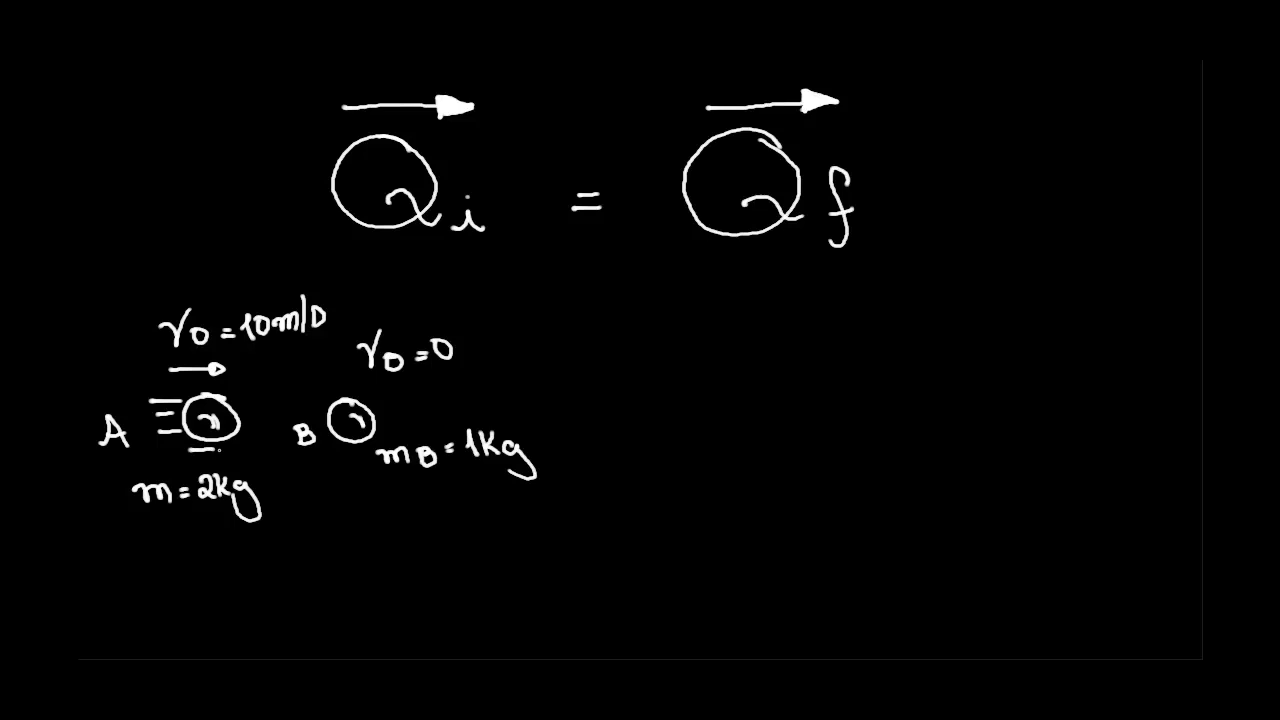 Qi = Qf
v0 = 10m/s
v0 = 0
A
B
mB = 1kg
m = 2kg